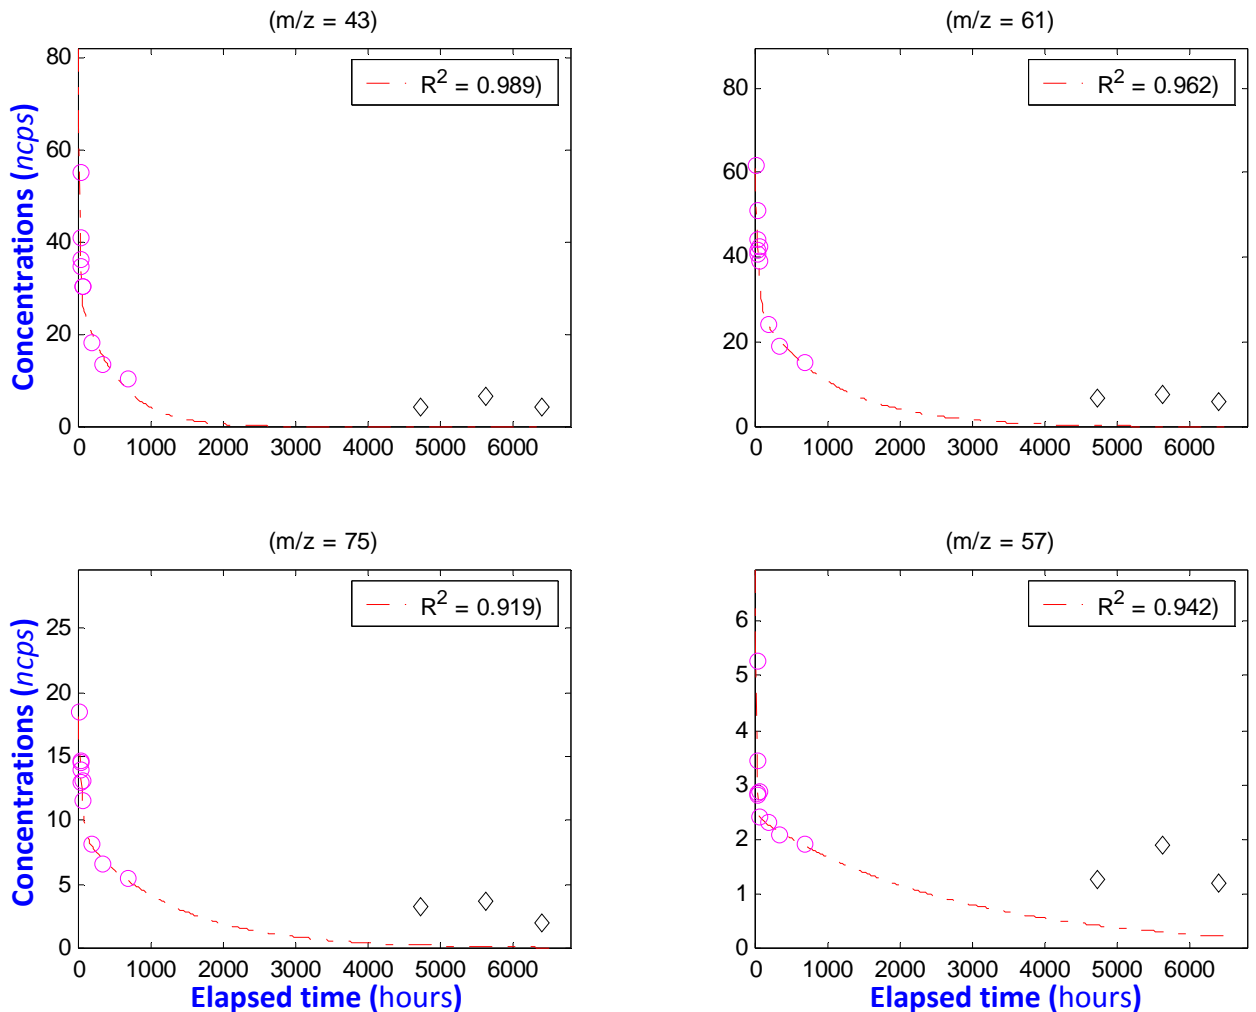 (m/z = 43)
(m/z = 61)
R² = 0.989)
R² = 0.962)
Concentrations (ncps)
80
60
40
20
0
0 1000 2000 3000 4000 5000 6000
80
60
40
20
0
0 1000 2000 3000 4000 5000 6000
(m/z = 75)
(m/z = 57)
R² = 0.919)
R² = 0.942)
Concentrations (ncps)
25
20
15
10
5
0
0 1000 2000 3000 4000 5000 6000
Elapsed time (hours)
6
5
4
3
2
1
0
0 1000 2000 3000 4000 5000 6000
Elapsed time (hours)